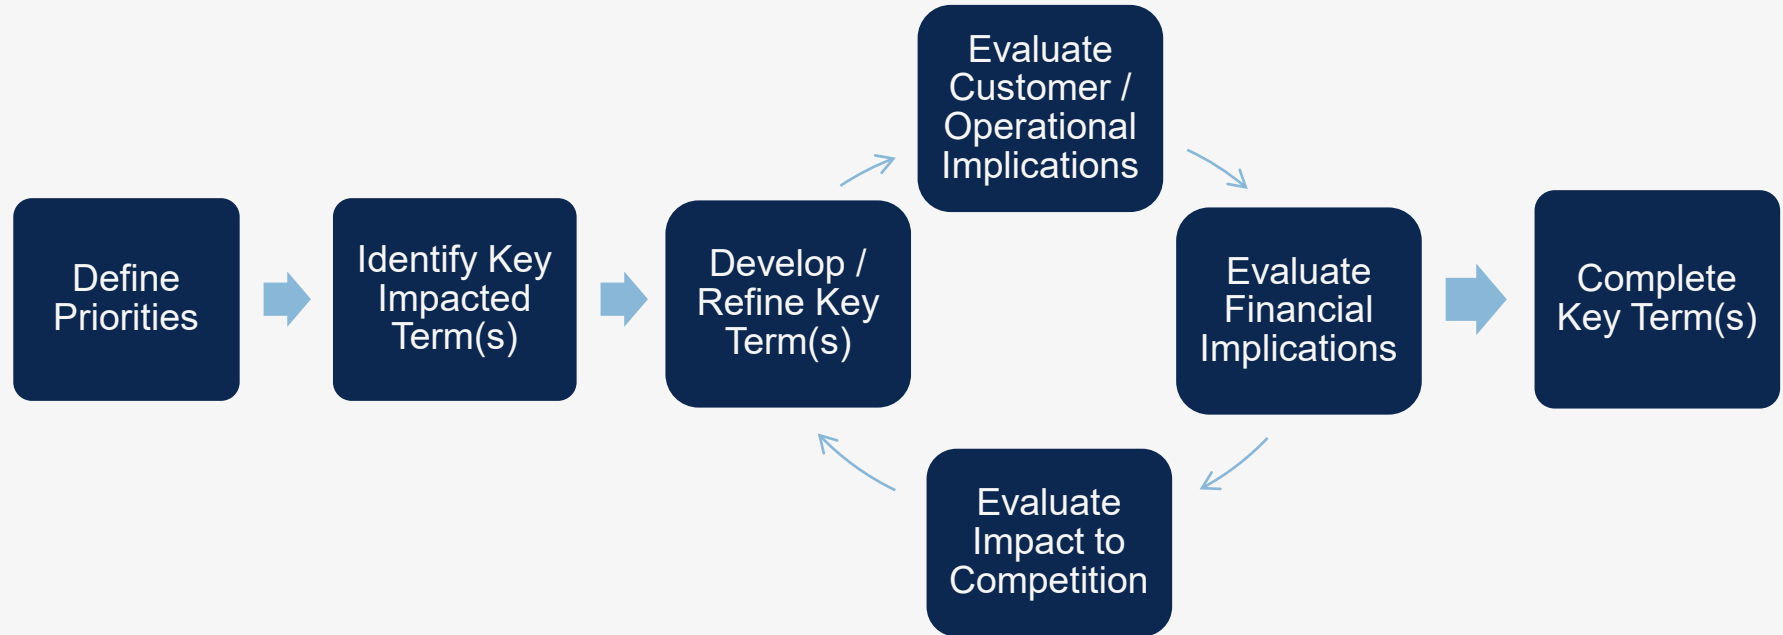 Define
Priorities
Identify Key
Impacted
Term(s)
Develop /
Refine Key
Term(s)
Evaluate
Customer /
Operational
Implications
Evaluate
Financial
Implications
Evaluate
Impact to
Competition
Complete
Key Term(s)